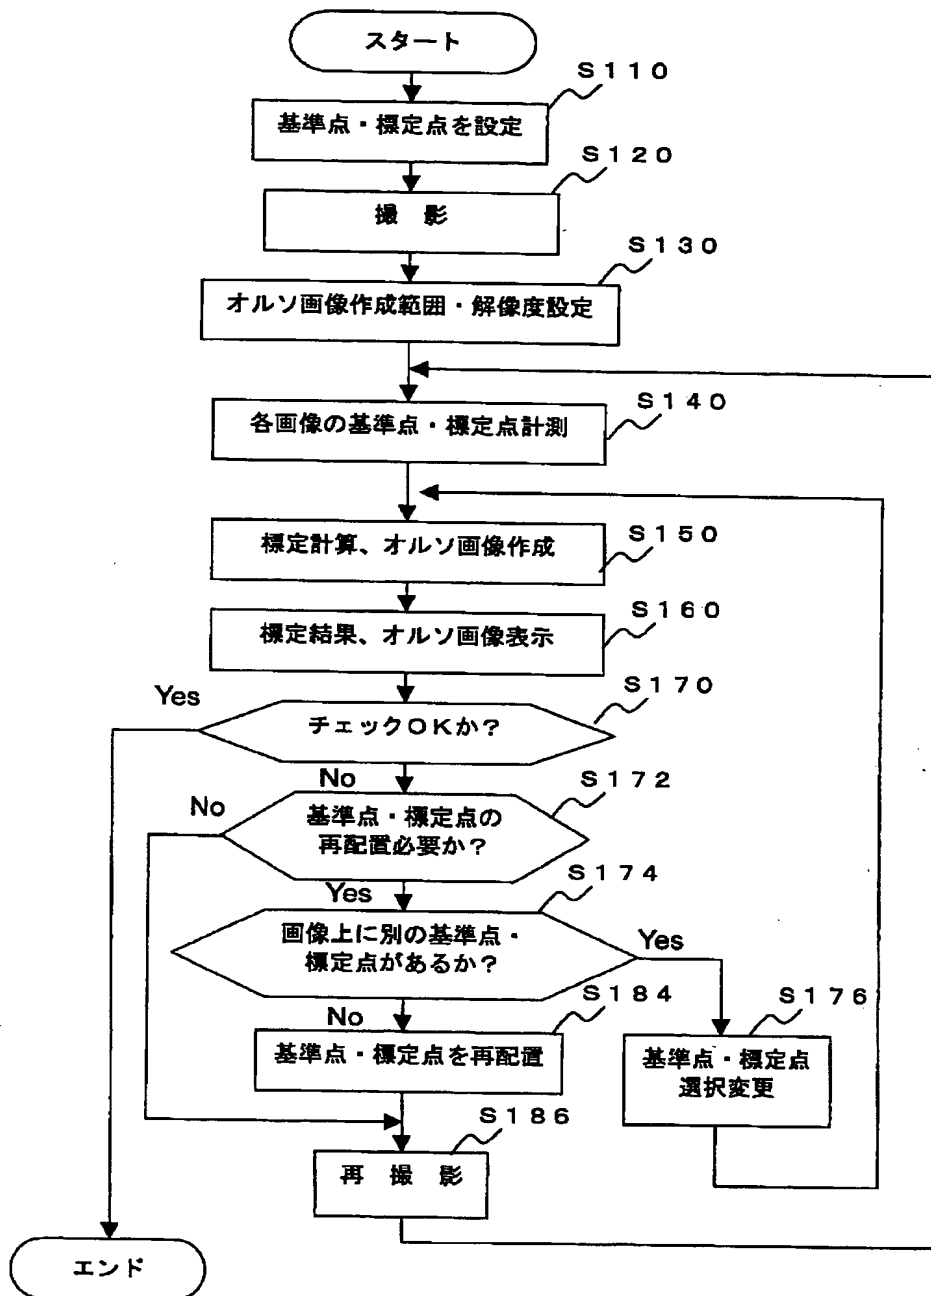 スタート
S110
基準点・標定点を設定
S120
撮 影
S130
オルソ画像作成範囲・解像度設定
S140
各画像の基準点・標定点計測
標定計算、オルソ画像作成
S150
S160
標定結果、オルソ画像表示
S170
Yes
チェックOKか?
No
S172
No
基準点・標定点の
再配置必要か?
S174
Yes
画像上に別の基準点・
標定点があるか?
Yes
S184
S176
No
基準点・標定点を再配置
基準点・標定点
選択変更
S186
再 撮 影
エンド